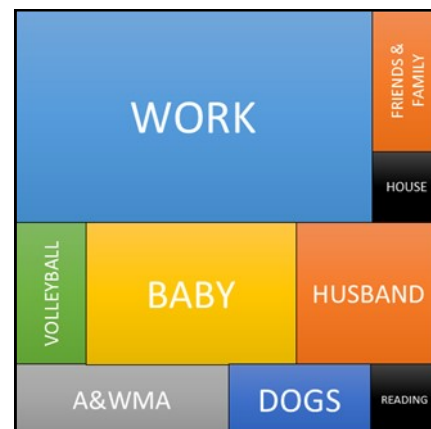 WORK
FRIENDS &
FAMILY
HOUSE
VOLLEYBALL
BABY
HUSBAND
A&WMA
DOGS
READING